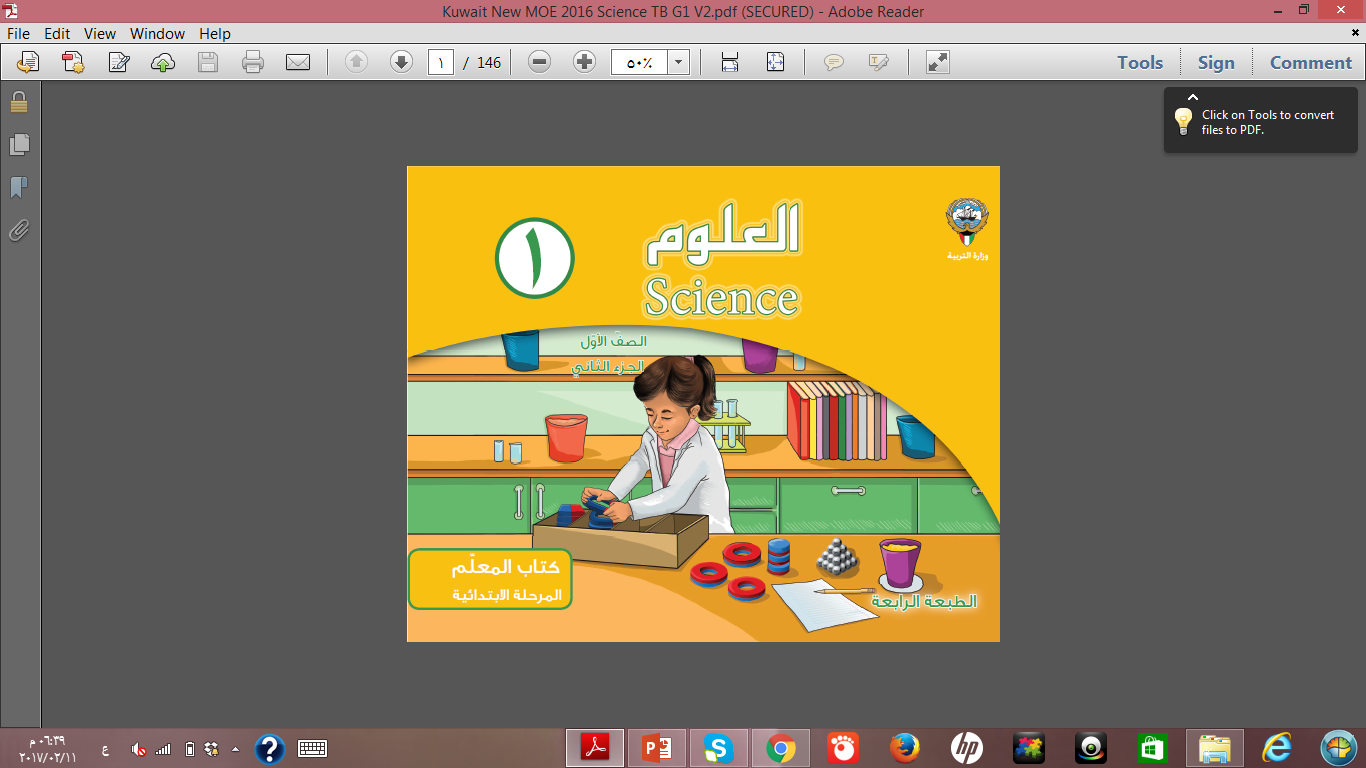 Kuwait New MOE 2016 Science TB G1 V2.pdf (SECURED) - Adobe Reader
File Edit View Window Help
١ / 146
٥٠٪
Tools Sign Comment
Click on Tools to convert
files to PDF.
العلوم
Science
١
وزارة التربية
الصفّ الأوّل
الجزء الثاني
كتاب المعلّم
المرحلة الابتدائية
الطبعة الرابعة
٠٦:٣٩ م
٢٠١٧/٠٢/١١
ع